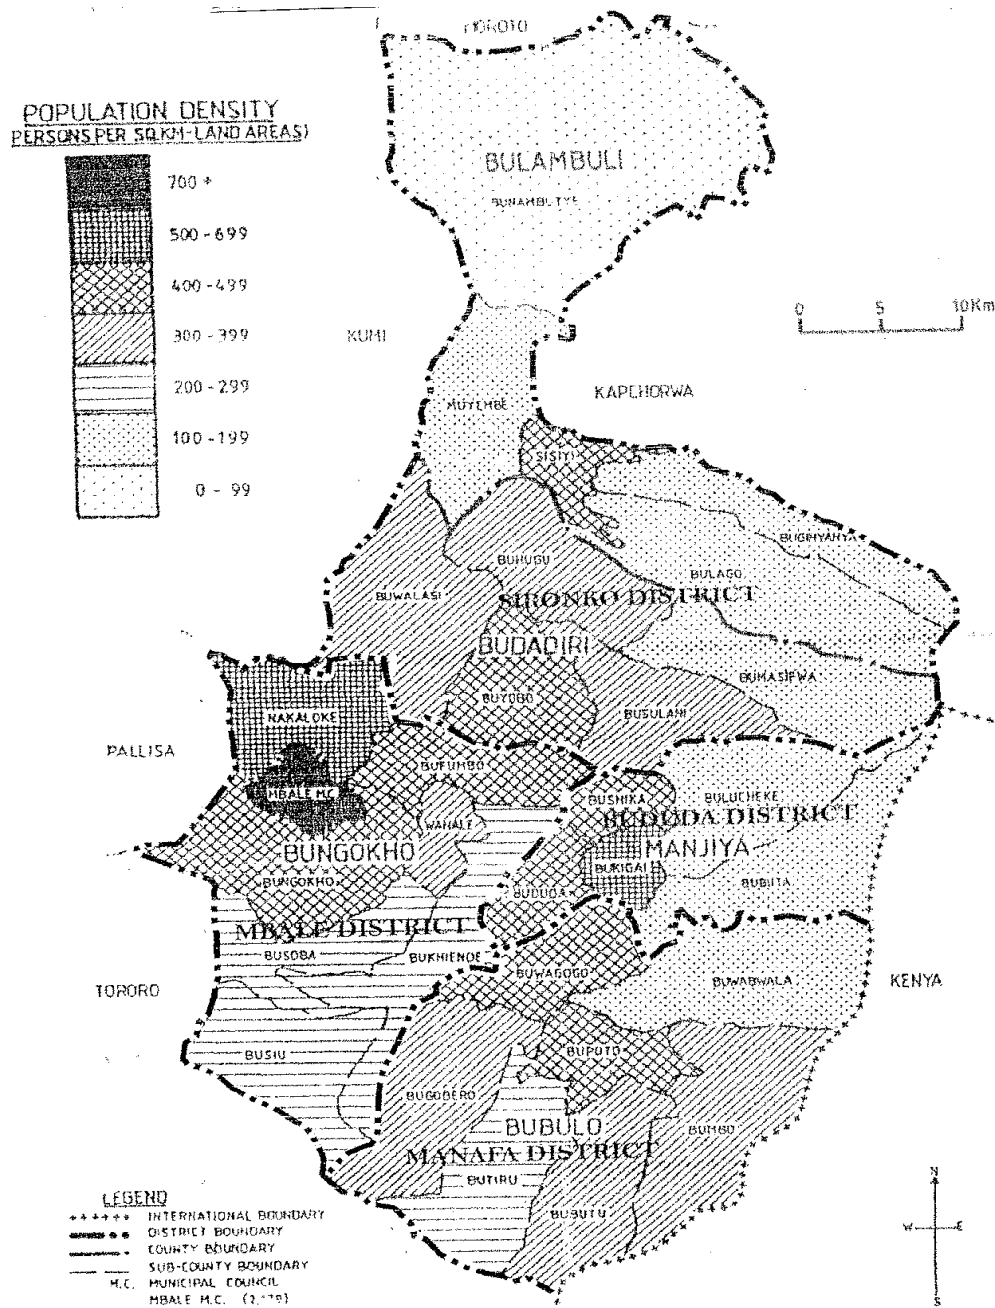 MOROTO
POPULATION DENSITY
PERSONS PER SQ.KM-LAND AREAS)
700 +
500-699
400-499
300-399
200-299
100-199
0-99
BULAMBULI
BUNAMBUTYE
0 5 10Km
KUMI
KAPCHORWA
MUYEMBE
SISIYI
BUGINYANYA
BUHUGU
BULAGO
BUWALASI
SIRONKO DISTRICT
BUDADIRI
BUMASIFWA
BUYOBO
BUSULANI
NAKALOKE
PALLISA
BUFUMBO
MBALE M.C.
BUSHIKA
BULUCHEKE
BUDUDA DISTRICT
WANALE
BUNGOKHO
MANJIYA
BUKIGAI
BUNGOKHO
BUDUDA
BUBIITA
MBALE DISTRICT
BUSOBA
BUKHIENDE
BUWAGOGO
BUWABWALA
KENYA
TORORO
BUSIU
BUPOTO
BUGOBERO
BUBULO
BUMBO
MANAFA DISTRICT
BUTIRU
BUBUTU
LEGEND
INTERNATIONAL BOUNDARY
DISTRICT BOUNDARY
COUNTY BOUNDARY
SUB-COUNTY BOUNDARY
M.C. MUNICIPAL COUNCIL
MBALE M.C.
N
W E
S